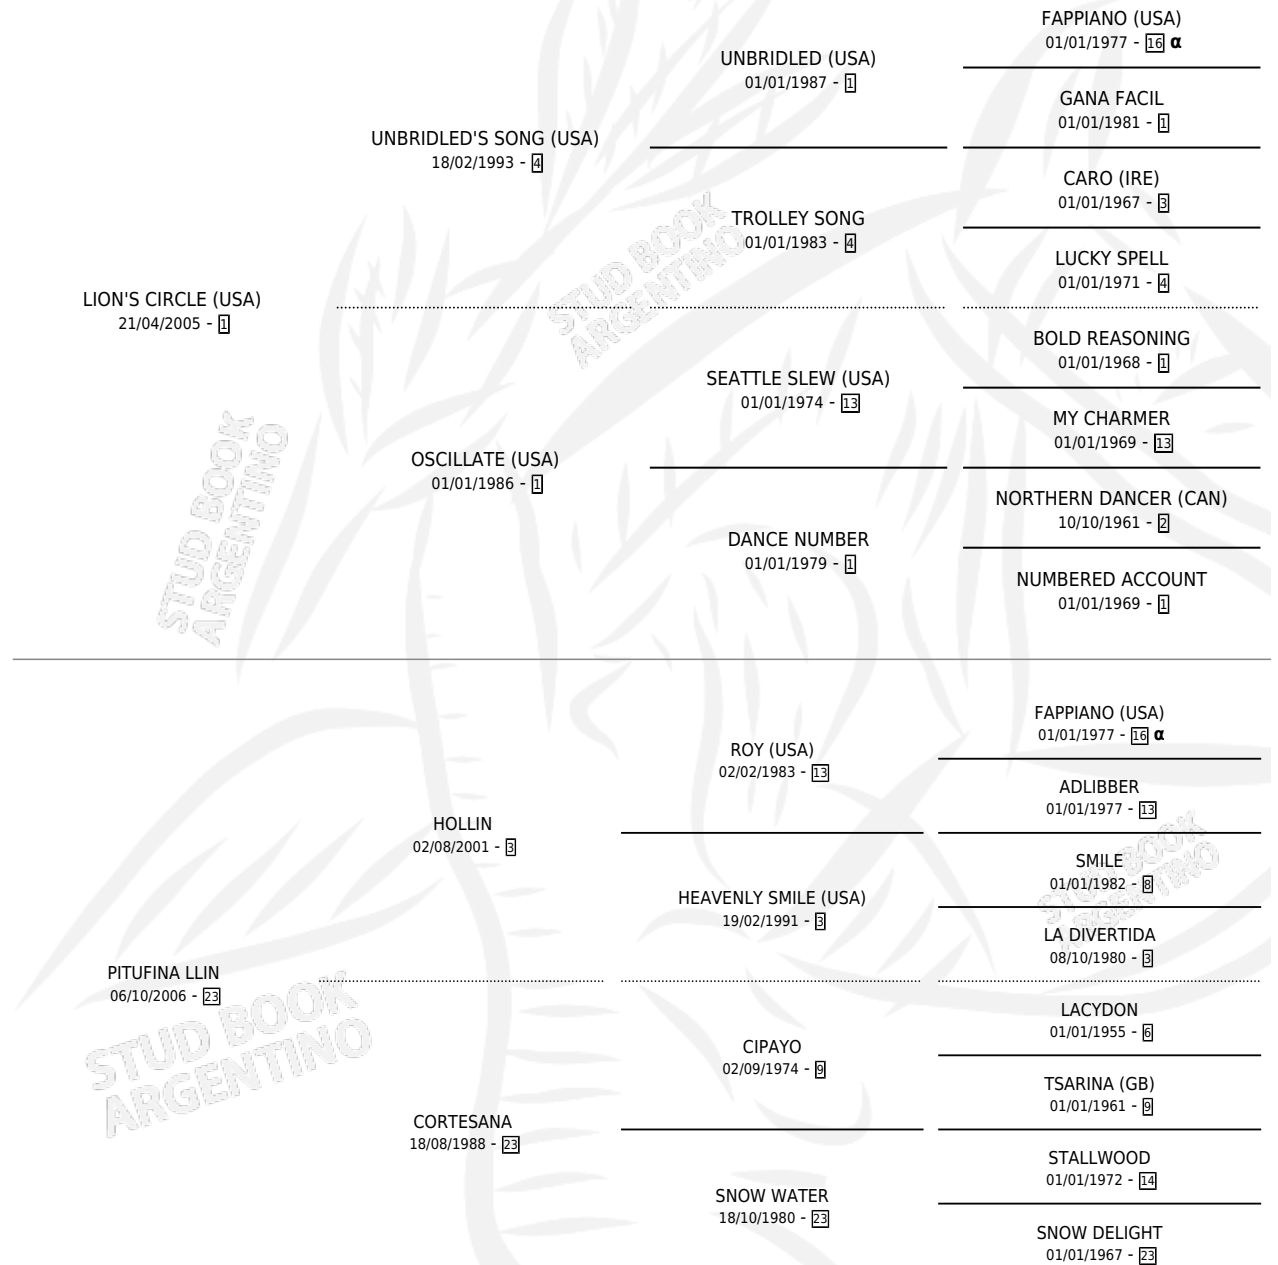 FAPPIANO (USA)
01/01/1977 - 16 α
UNBRIDLED (USA)
01/01/1987 - 1
GANA FACIL
01/01/1981 - 1
UNBRIDLED'S SONG (USA)
18/02/1993 - 4
CARO (IRE)
01/01/1967 - 3
TROLLEY SONG
01/01/1983 - 4
LUCKY SPELL
01/01/1971 - 4
LION'S CIRCLE (USA)
21/04/2005 - 1
BOLD REASONING
01/01/1968 - 1
SEATTLE SLEW (USA)
01/01/1974 - 13
MY CHARMER
01/01/1969 - 13
OSCILLATE (USA)
01/01/1986 - 1
NORTHERN DANCER (CAN)
10/10/1961 - 2
DANCE NUMBER
01/01/1979 - 1
NUMBERED ACCOUNT
01/01/1969 - 1
FAPPIANO (USA)
01/01/1977 - 16 α
ROY (USA)
02/02/1983 - 13
ADLIBBER
01/01/1977 - 13
HOLLIN
02/08/2001 - 3
SMILE
01/01/1982 - 8
HEAVENLY SMILE (USA)
19/02/1991 - 3
LA DIVERTIDA
08/10/1980 - 3
PITUFINA LLIN
06/10/2006 - 23
LACYDON
01/01/1955 - 6
CIPAYO
02/09/1974 - 9
TSARINA (GB)
01/01/1961 - 9
CORTESANA
18/08/1988 - 23
STALLWOOD
01/01/1972 - 14
SNOW WATER
18/10/1980 - 23
SNOW DELIGHT
01/01/1967 - 23
STUD BOOK
ARGENTINO
STUD BOOK
ARGENTINO
STUD BOOK
ARGENTINO
STUD BOOK
ARGENTINO